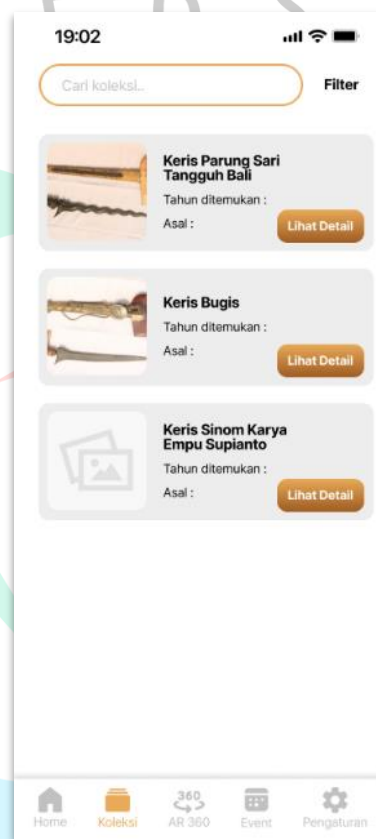 19:02
Cari koleksi..
Filter
Keris Parung Sari
Tangguh Bali
Tahun ditemukan :
Asal :
Lihat Detail
Keris Bugis
Tahun ditemukan :
Asal :
Lihat Detail
Keris Sinom Karya
Empu Supianto
Tahun ditemukan :
Asal :
Lihat Detail
360
Home
Koleksi
AR 360
Event
Pengaturan